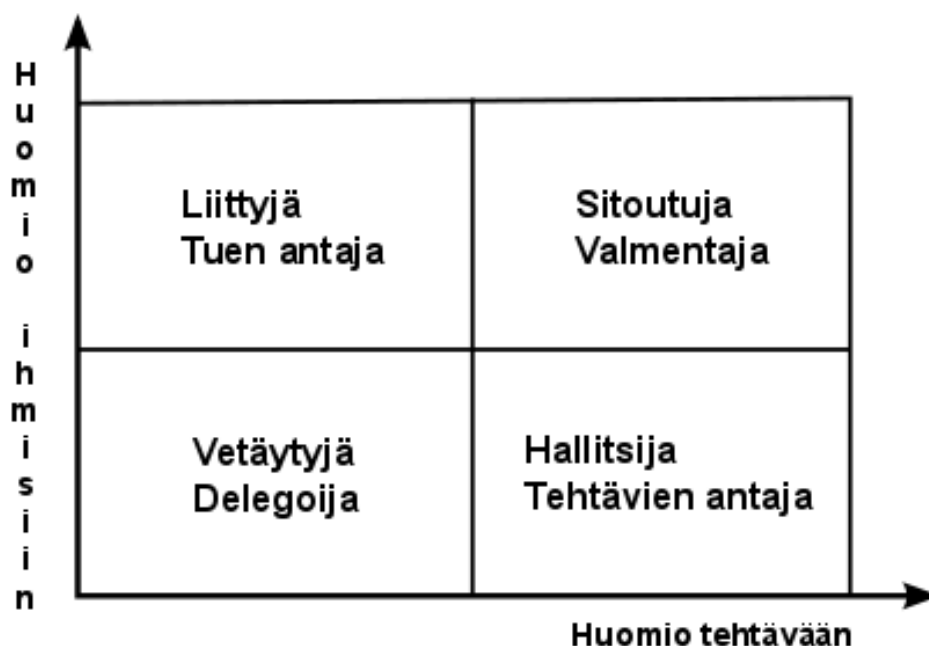 Huomio ihmisiin
Liittyjä
Tuen antaja
Sitoutuja
Valmentaja
Vetäytyjä
Delegoija
Hallitsija
Tehtävien antaja
Huomio tehtävään